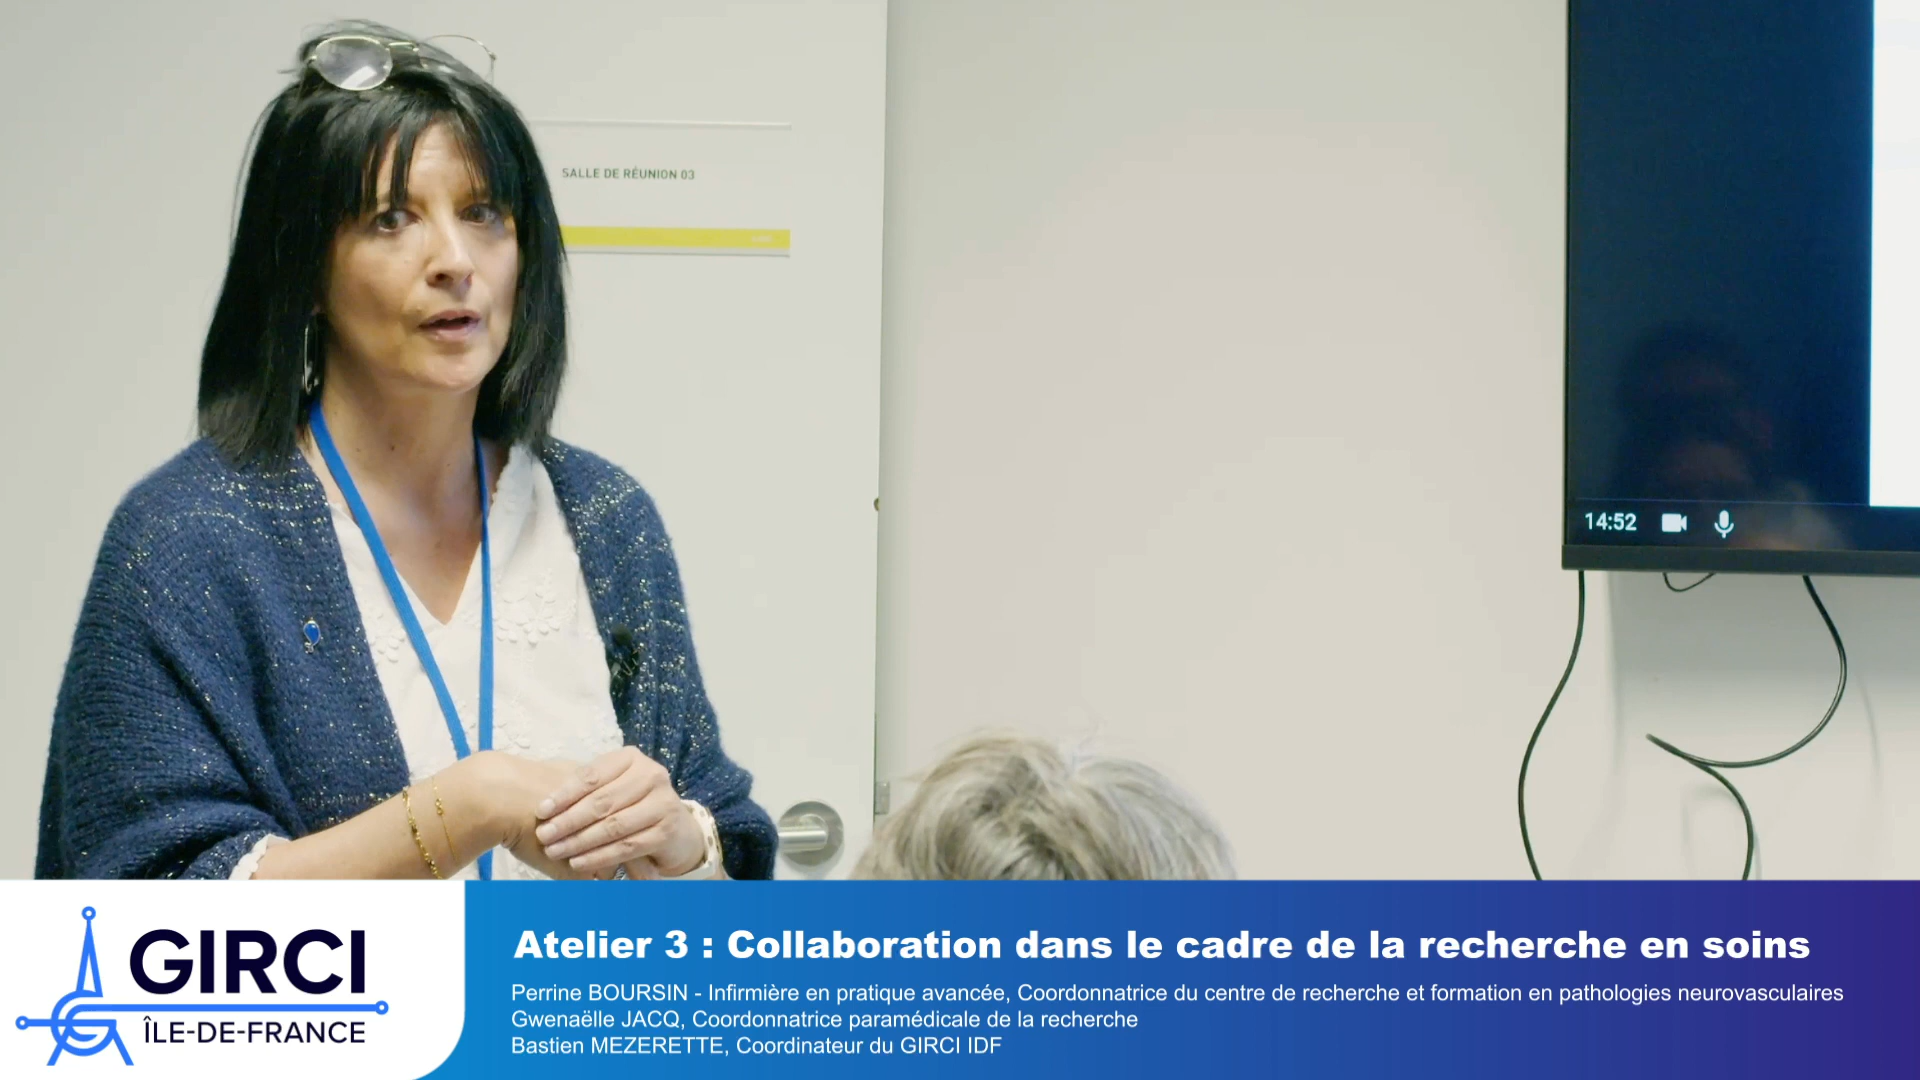 SALLE DE RÉUNION 03
14:52
GIRCI
ÎLE-DE-FRANCE
Atelier 3 : Collaboration dans le cadre de la recherche en soins
Perrine BOURSIN - Infirmière en pratique avancée, Coordonnatrice du centre de recherche et formation en pathologies neurovasculaires
Gwenaëlle JACQ, Coordonnatrice paramédicale de la recherche
Bastien MEZERETTE, Coordinateur du GIRCI IDF